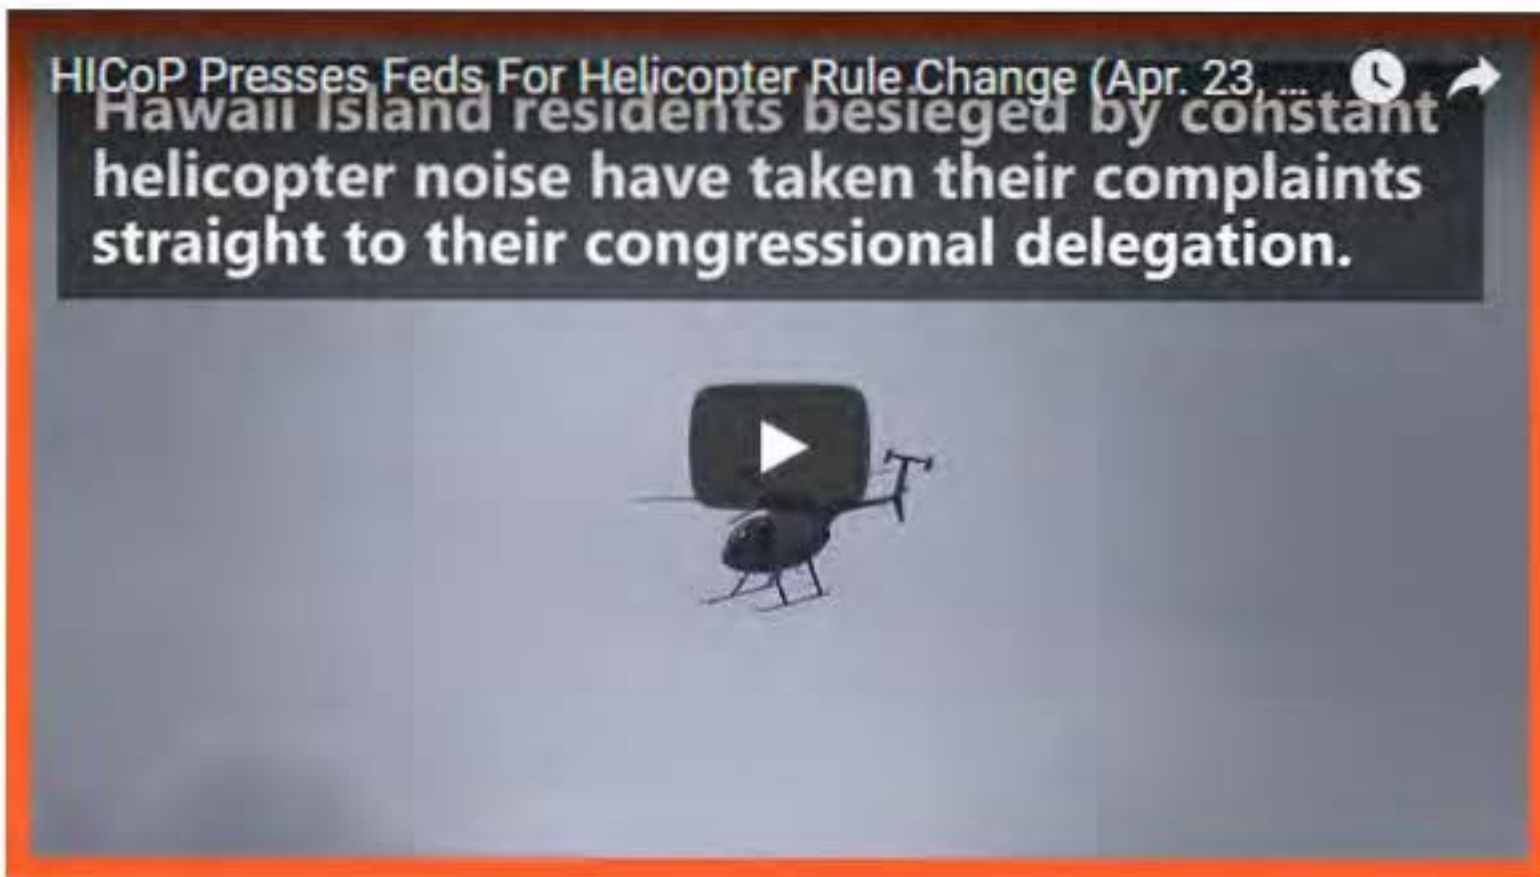 HICoP Presses Feds For Helicopter Rule Change (Apr. 23, ...
Hawaii Island residents besieged by constant
helicopter noise have taken their complaints
straight to their congressional delegation.